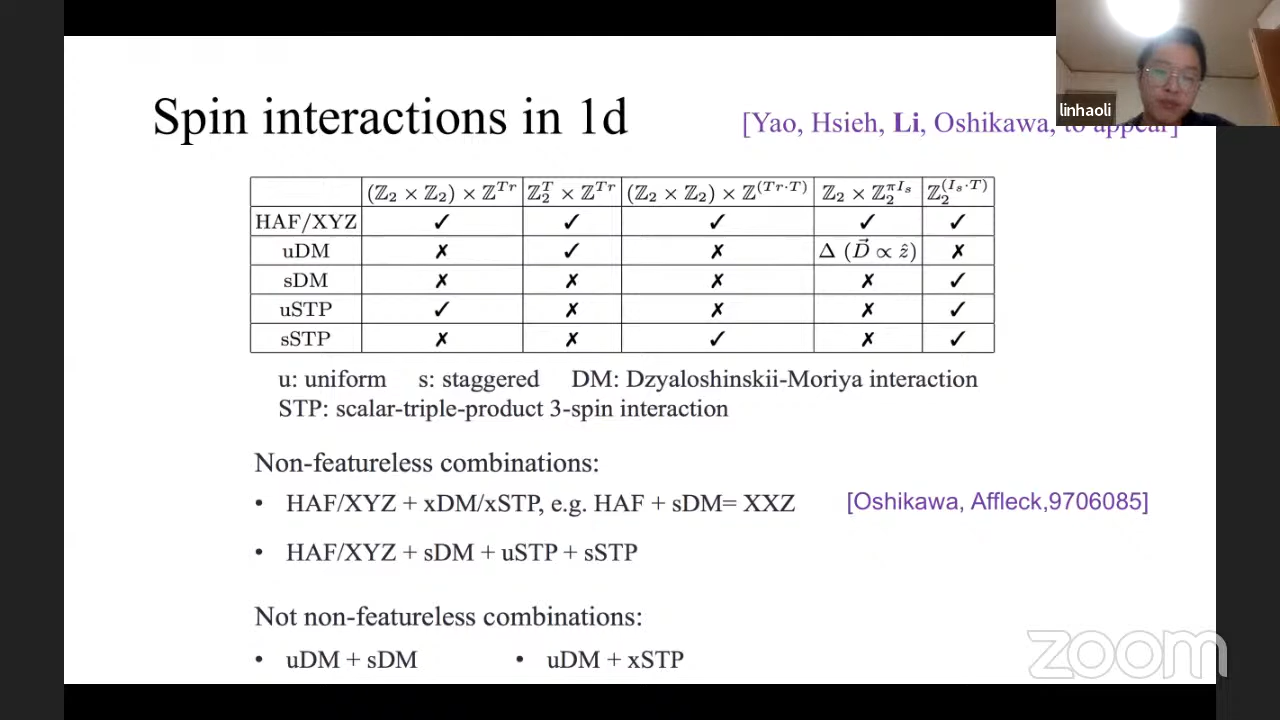 linhaoli
Spin interactions in 1d
[Yao, Hsieh, Li, Oshikawa, to appear]
(ℤ₂ × ℤ₂) × ℤ^{Tr} ℤ₂^T × ℤ^{Tr} (ℤ₂ × ℤ₂) × ℤ^{(Tr·T)} ℤ₂ × ℤ₂^{πI_s} ℤ₂^{(I_s·T)}
HAF/XYZ ✓ ✓ ✓ ✓ ✓
uDM ✗ ✓ ✗ Δ (D⃗ ∝ ẑ) ✗
sDM ✗ ✗ ✗ ✗ ✓
uSTP ✓ ✗ ✗ ✗ ✓
sSTP ✗ ✗ ✓ ✗ ✓
u: uniform s: staggered DM: Dzyaloshinskii-Moriya interaction
STP: scalar-triple-product 3-spin interaction
Non-featureless combinations:
• HAF/XYZ + xDM/xSTP, e.g. HAF + sDM= XXZ [Oshikawa, Affleck,9706085]
• HAF/XYZ + sDM + uSTP + sSTP
Not non-featureless combinations:
• uDM + sDM • uDM + xSTP
zoom